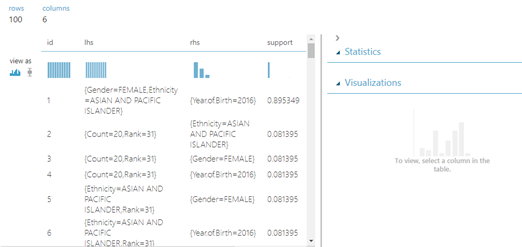 rows columns
100 6
id lhs rhs support
view as
1 {Gender=FEMALE,Ethnicity=ASIAN AND PACIFIC ISLANDER} {YearofBirth=2016} 0.895349
2 {Count=20,Rank=31} {Ethnicity=ASIAN AND PACIFIC ISLANDER} 0.081395
3 {Count=20,Rank=31} {Gender=FEMALE} 0.081395
4 {Count=20,Rank=31} {YearofBirth=2016} 0.081395
5 {Ethnicity=ASIAN AND PACIFIC ISLANDER,Rank=31} {Gender=FEMALE} 0.081395
6 {Ethnicity=ASIAN AND PACIFIC ISLANDER,Rank=31} {YearofBirth=2016} 0.081395
Statistics
Visualizations
To view, select a column in the
table.